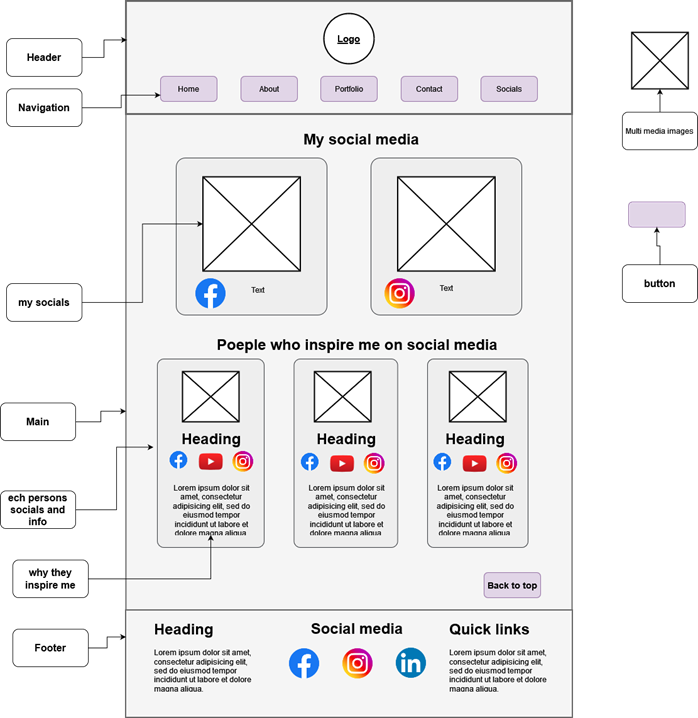 Logo
Header
Home
About
Portfolio
Contact
Socials
Navigation
Multi media images
My social media
Text
Text
my socials
button
Poeple who inspire me on social media
Main
Heading
Heading
Heading
ech persons
socials and
info
Lorem ipsum dolor sit
amet, consectetur
adipisicing elit, sed do
eiusmod tempor
incididunt ut labore et
dolore magna aliqua.
Lorem ipsum dolor sit
amet, consectetur
adipisicing elit, sed do
eiusmod tempor
incididunt ut labore et
dolore magna aliqua.
Lorem ipsum dolor sit
amet, consectetur
adipisicing elit, sed do
eiusmod tempor
incididunt ut labore et
dolore magna aliqua.
why they
inspire me
Back to top
Footer
Heading
Lorem ipsum dolor sit amet,
consectetur adipisicing elit,
sed do eiusmod tempor
incididunt ut labore et dolore
magna aliqua.
Social media
in
Quick links
Lorem ipsum dolor sit amet,
consectetur adipisicing elit,
sed do eiusmod tempor
incididunt ut labore et dolore
magna aliqua.